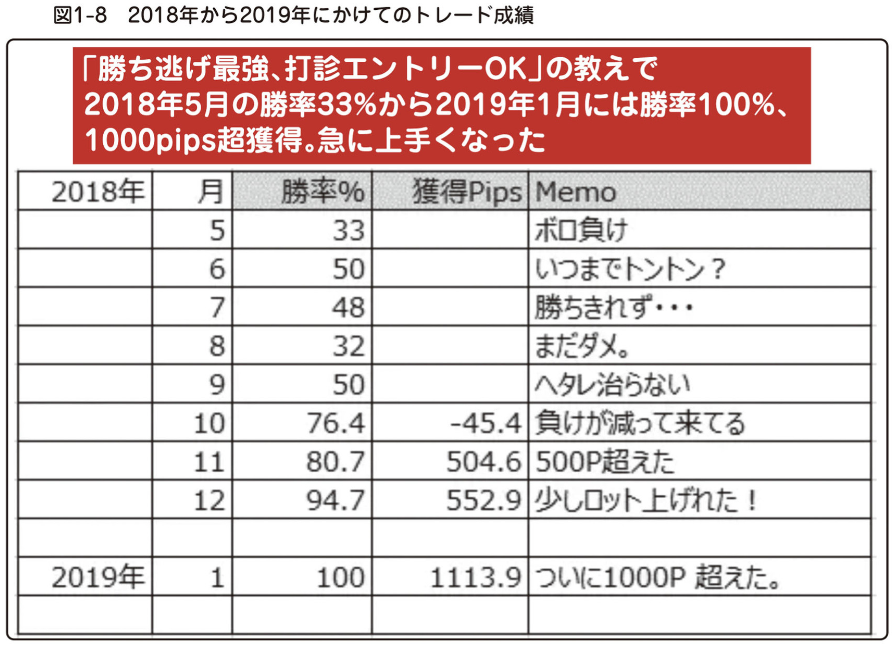 図1-8　2018年から2019年にかけてのトレード成績
「勝ち逃げ最強、打診エントリーOK」の教えで
2018年5月の勝率33%から2019年1月には勝率100%、
1000pips超獲得。急に上手くなった
2018年 月 勝率% 獲得Pips Memo
5 33 ボロ負け
6 50 いつまでトントン？
7 48 勝ちきれず・・・
8 32 まだダメ。
9 50 ヘタレ治らない
10 76.4 -45.4 負けが減って来てる
11 80.7 504.6 500P超えた
12 94.7 552.9 少しロット上げれた！
2019年 1 100 1113.9 ついに1000P 超えた。